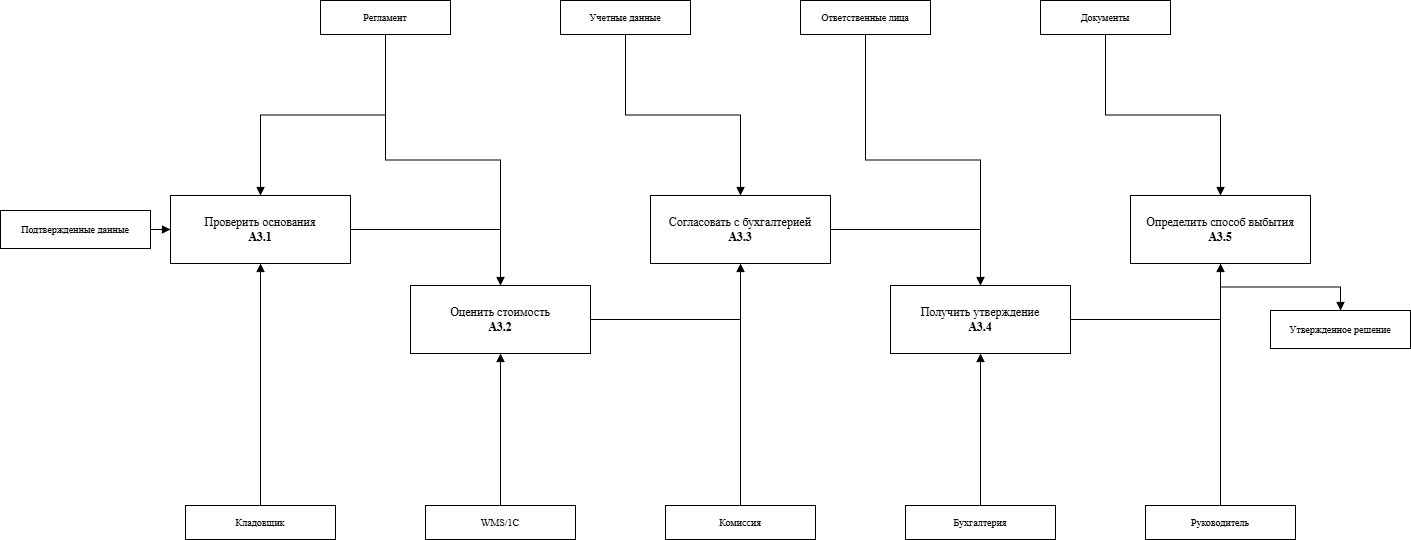 Регламент
Учетные данные
Ответственные лица
Документы
Подтвержденные данные
Проверить основания
А3.1
Согласовать с бухгалтерией
А3.3
Определить способ выбытия
А3.5
Оценить стоимость
А3.2
Получить утверждение
А3.4
Утвержденное решение
Кладовщик
WMS/1C
Комиссия
Бухгалтерия
Руководитель